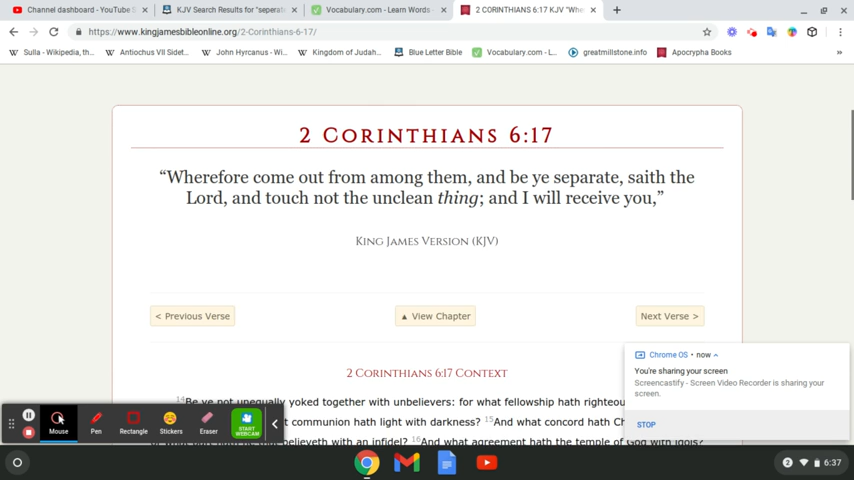 Channel dashboard - YouTube S
KJV Search Results for "seperat
Vocabulary.com - Learn Words -
2 CORINTHIANS 6:17 KJV "Whe
https://www.kingjamesbibleonline.org/2-Corinthians-6-17/
Sulla - Wikipedia, th...
Antiochus VII Sidet...
John Hyrcanus - Wi...
Kingdom of Judah...
Blue Letter Bible
Vocabulary.com - L...
greatmillstone.info
Apocrypha Books
2 Corinthians 6:17
“Wherefore come out from among them, and be ye separate, saith the
Lord, and touch not the unclean thing; and I will receive you,”
King James Version (KJV)
< Previous Verse
▲ View Chapter
Next Verse >
2 Corinthians 6:17 Context
14Be ye not unequally yoked together with unbelievers: for what fellowship hath
communion hath light with darkness? 15And what concord hath
believeth with an infidel? 16And what agreement hath the temple of God with idols?
Chrome OS • now
You're sharing your screen
Screencastify - Screen Video Recorder is sharing your
screen.
STOP
Mouse
Pen
Rectangle
Stickers
Eraser
START
WEBCAM
2
6:37